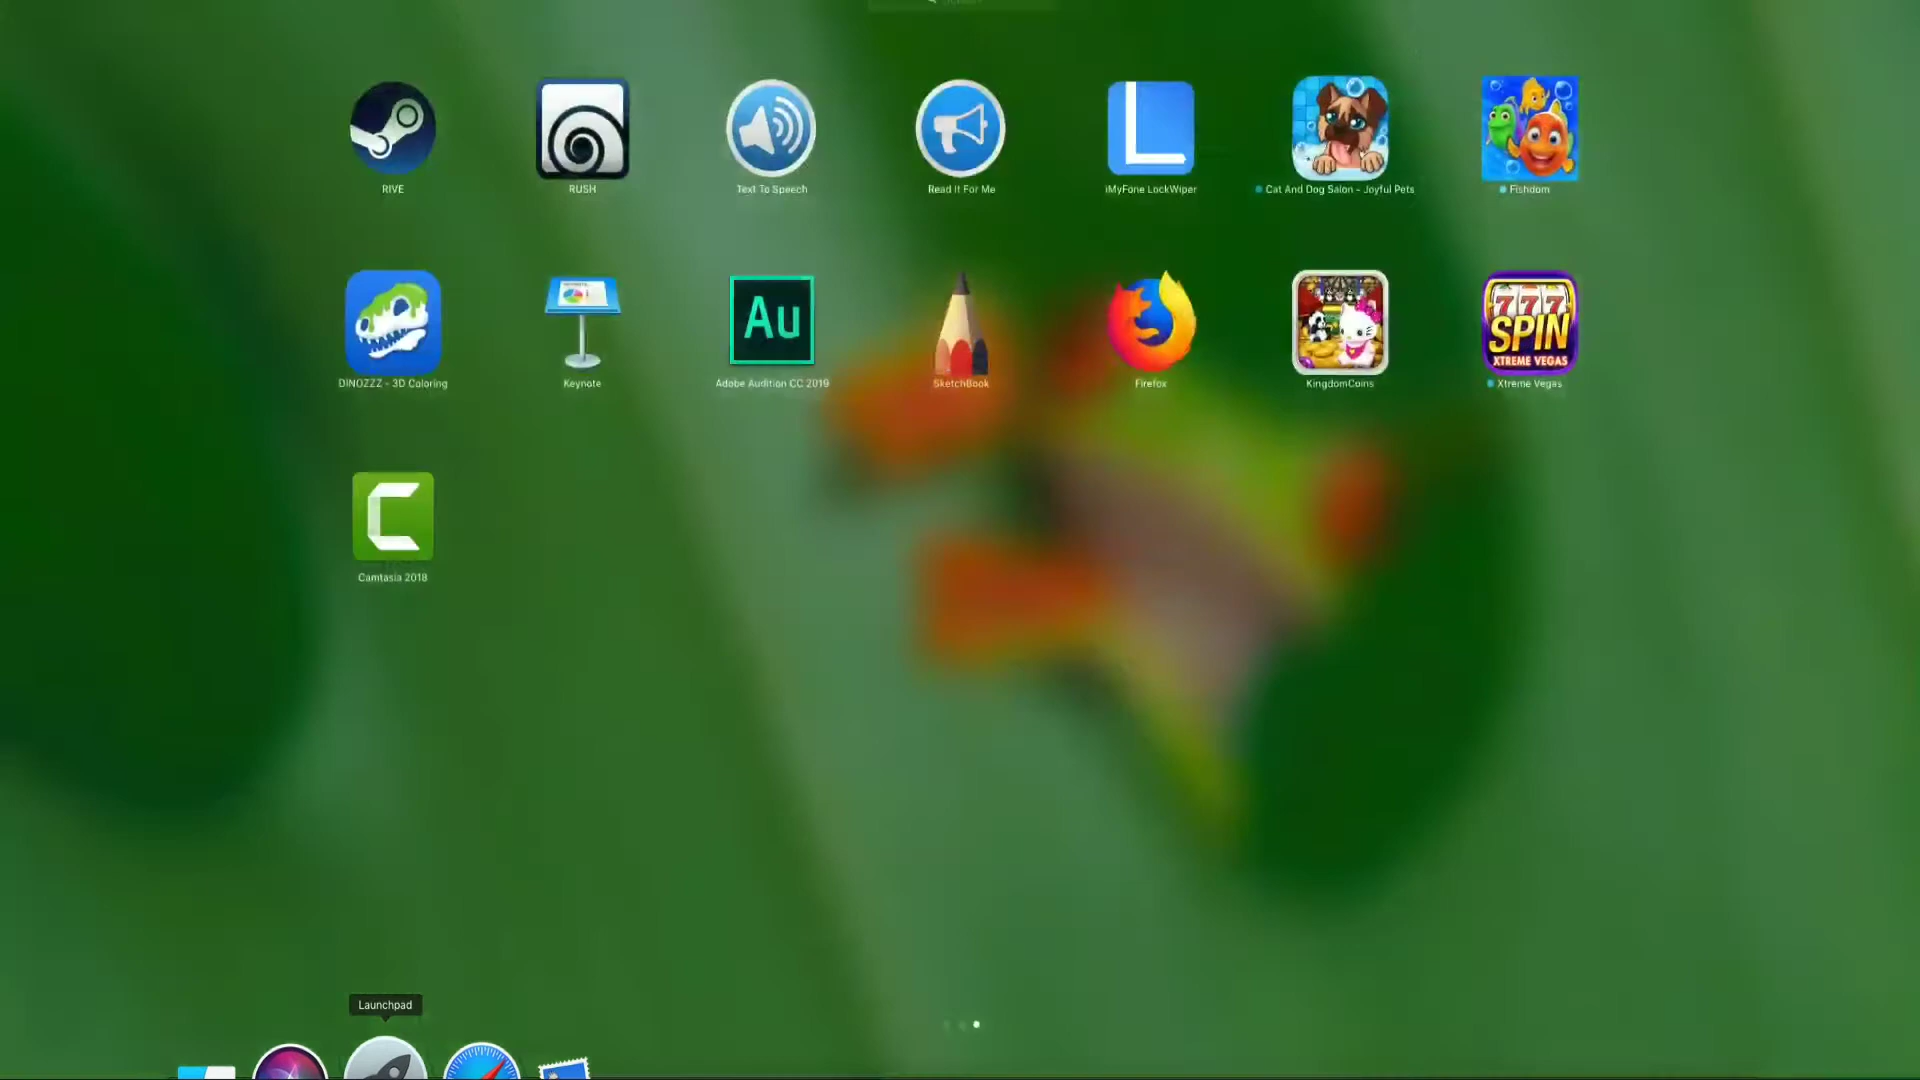 RIVE
RUSH
Text To Speech
Read It For Me
iMyFone LockWiper
Cat And Dog Salon - Joyful Pets
Fishdom
DINOZZZ - 3D Coloring
Keynote
Au
Adobe Audition CC 2019
SketchBook
Firefox
KingdomCoins
777
SPIN
XTREME VEGAS
Xtreme Vegas
Camtasia 2018
Launchpad